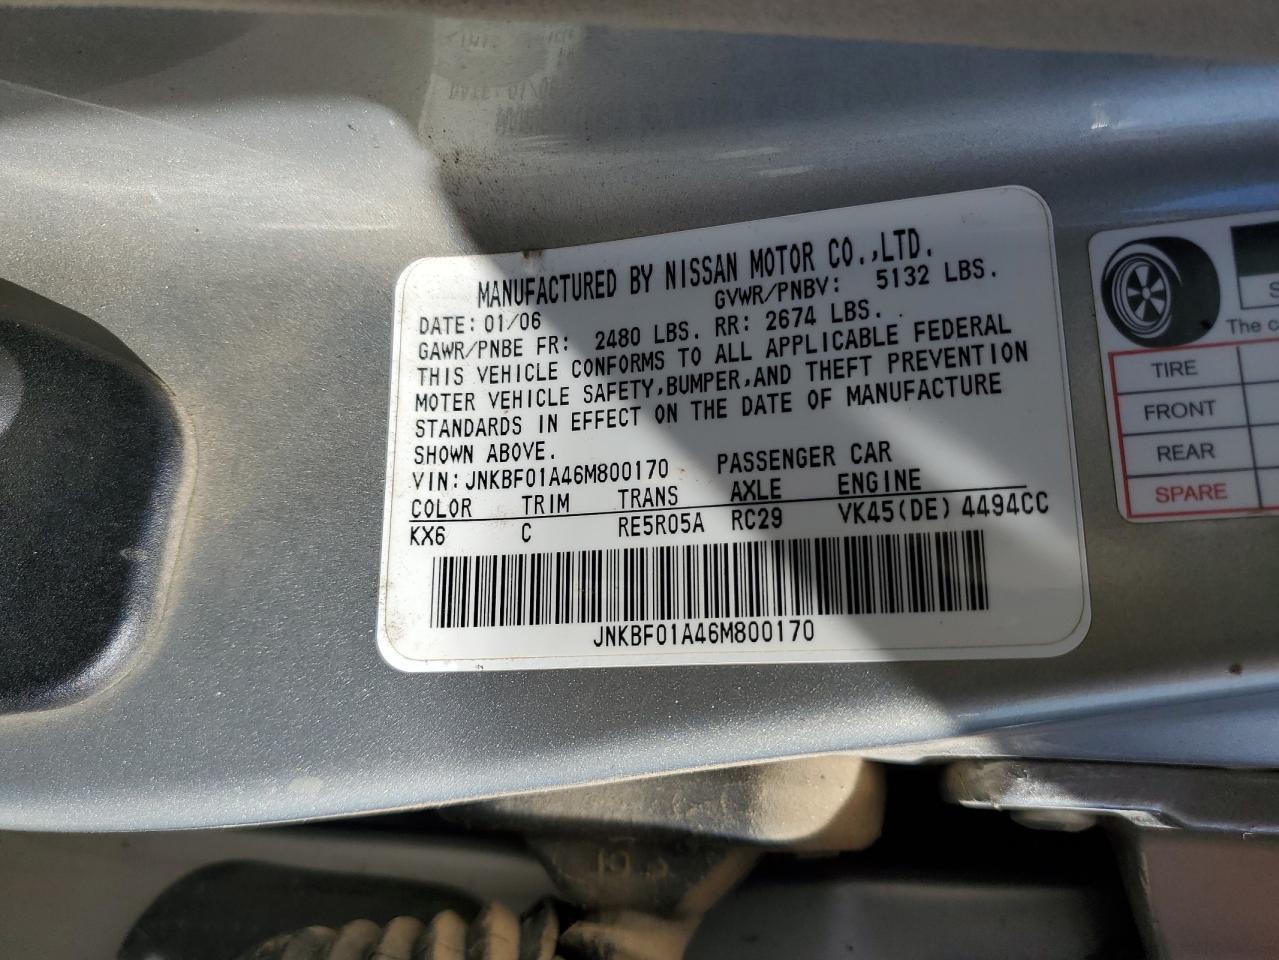 MANUFACTURED BY NISSAN MOTOR CO.,LTD.
DATE: 01/06 GVWR/PNBV: 5132 LBS.
GAWR/PNBE FR: 2480 LBS. RR: 2674 LBS.
THIS VEHICLE CONFORMS TO ALL APPLICABLE FEDERAL
MOTER VEHICLE SAFETY,BUMPER,AND THEFT PREVENTION
STANDARDS IN EFFECT ON THE DATE OF MANUFACTURE
SHOWN ABOVE.
VIN: JNKBF01A46M800170 PASSENGER CAR
COLOR TRIM TRANS AXLE ENGINE
KX6 C RE5R05A RC29 VK45(DE) 4494CC
JNKBF01A46M800170
S
The c
TIRE
FRONT
REAR
SPARE